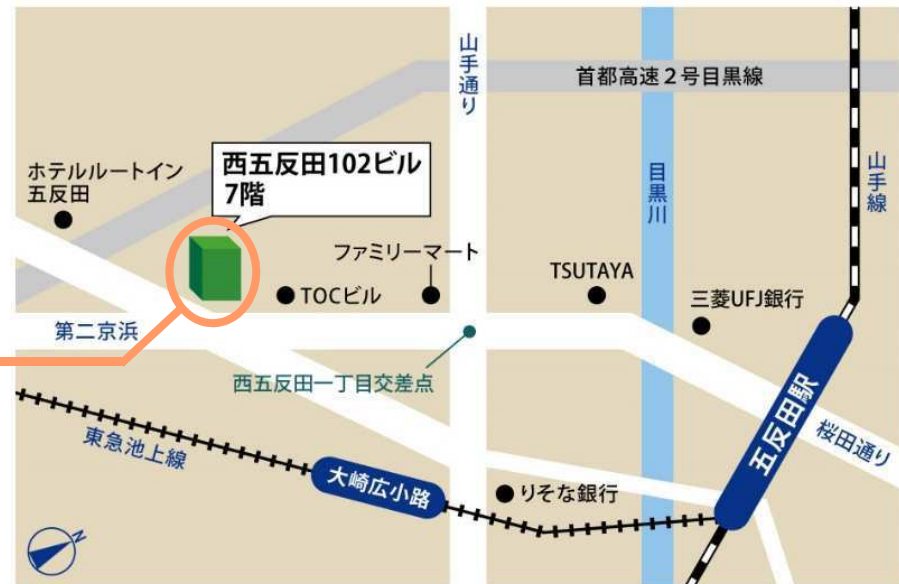 山手通り
首都高速2号目黒線
西五反田102ビル
7階
ホテルルートイン
五反田
目黒川
山手線
ファミリーマート
TSUTAYA
TOCビル
三菱UFJ銀行
第二京浜
西五反田一丁目交差点
五反田駅
桜田通り
東急池上線
大崎広小路
りそな銀行
N